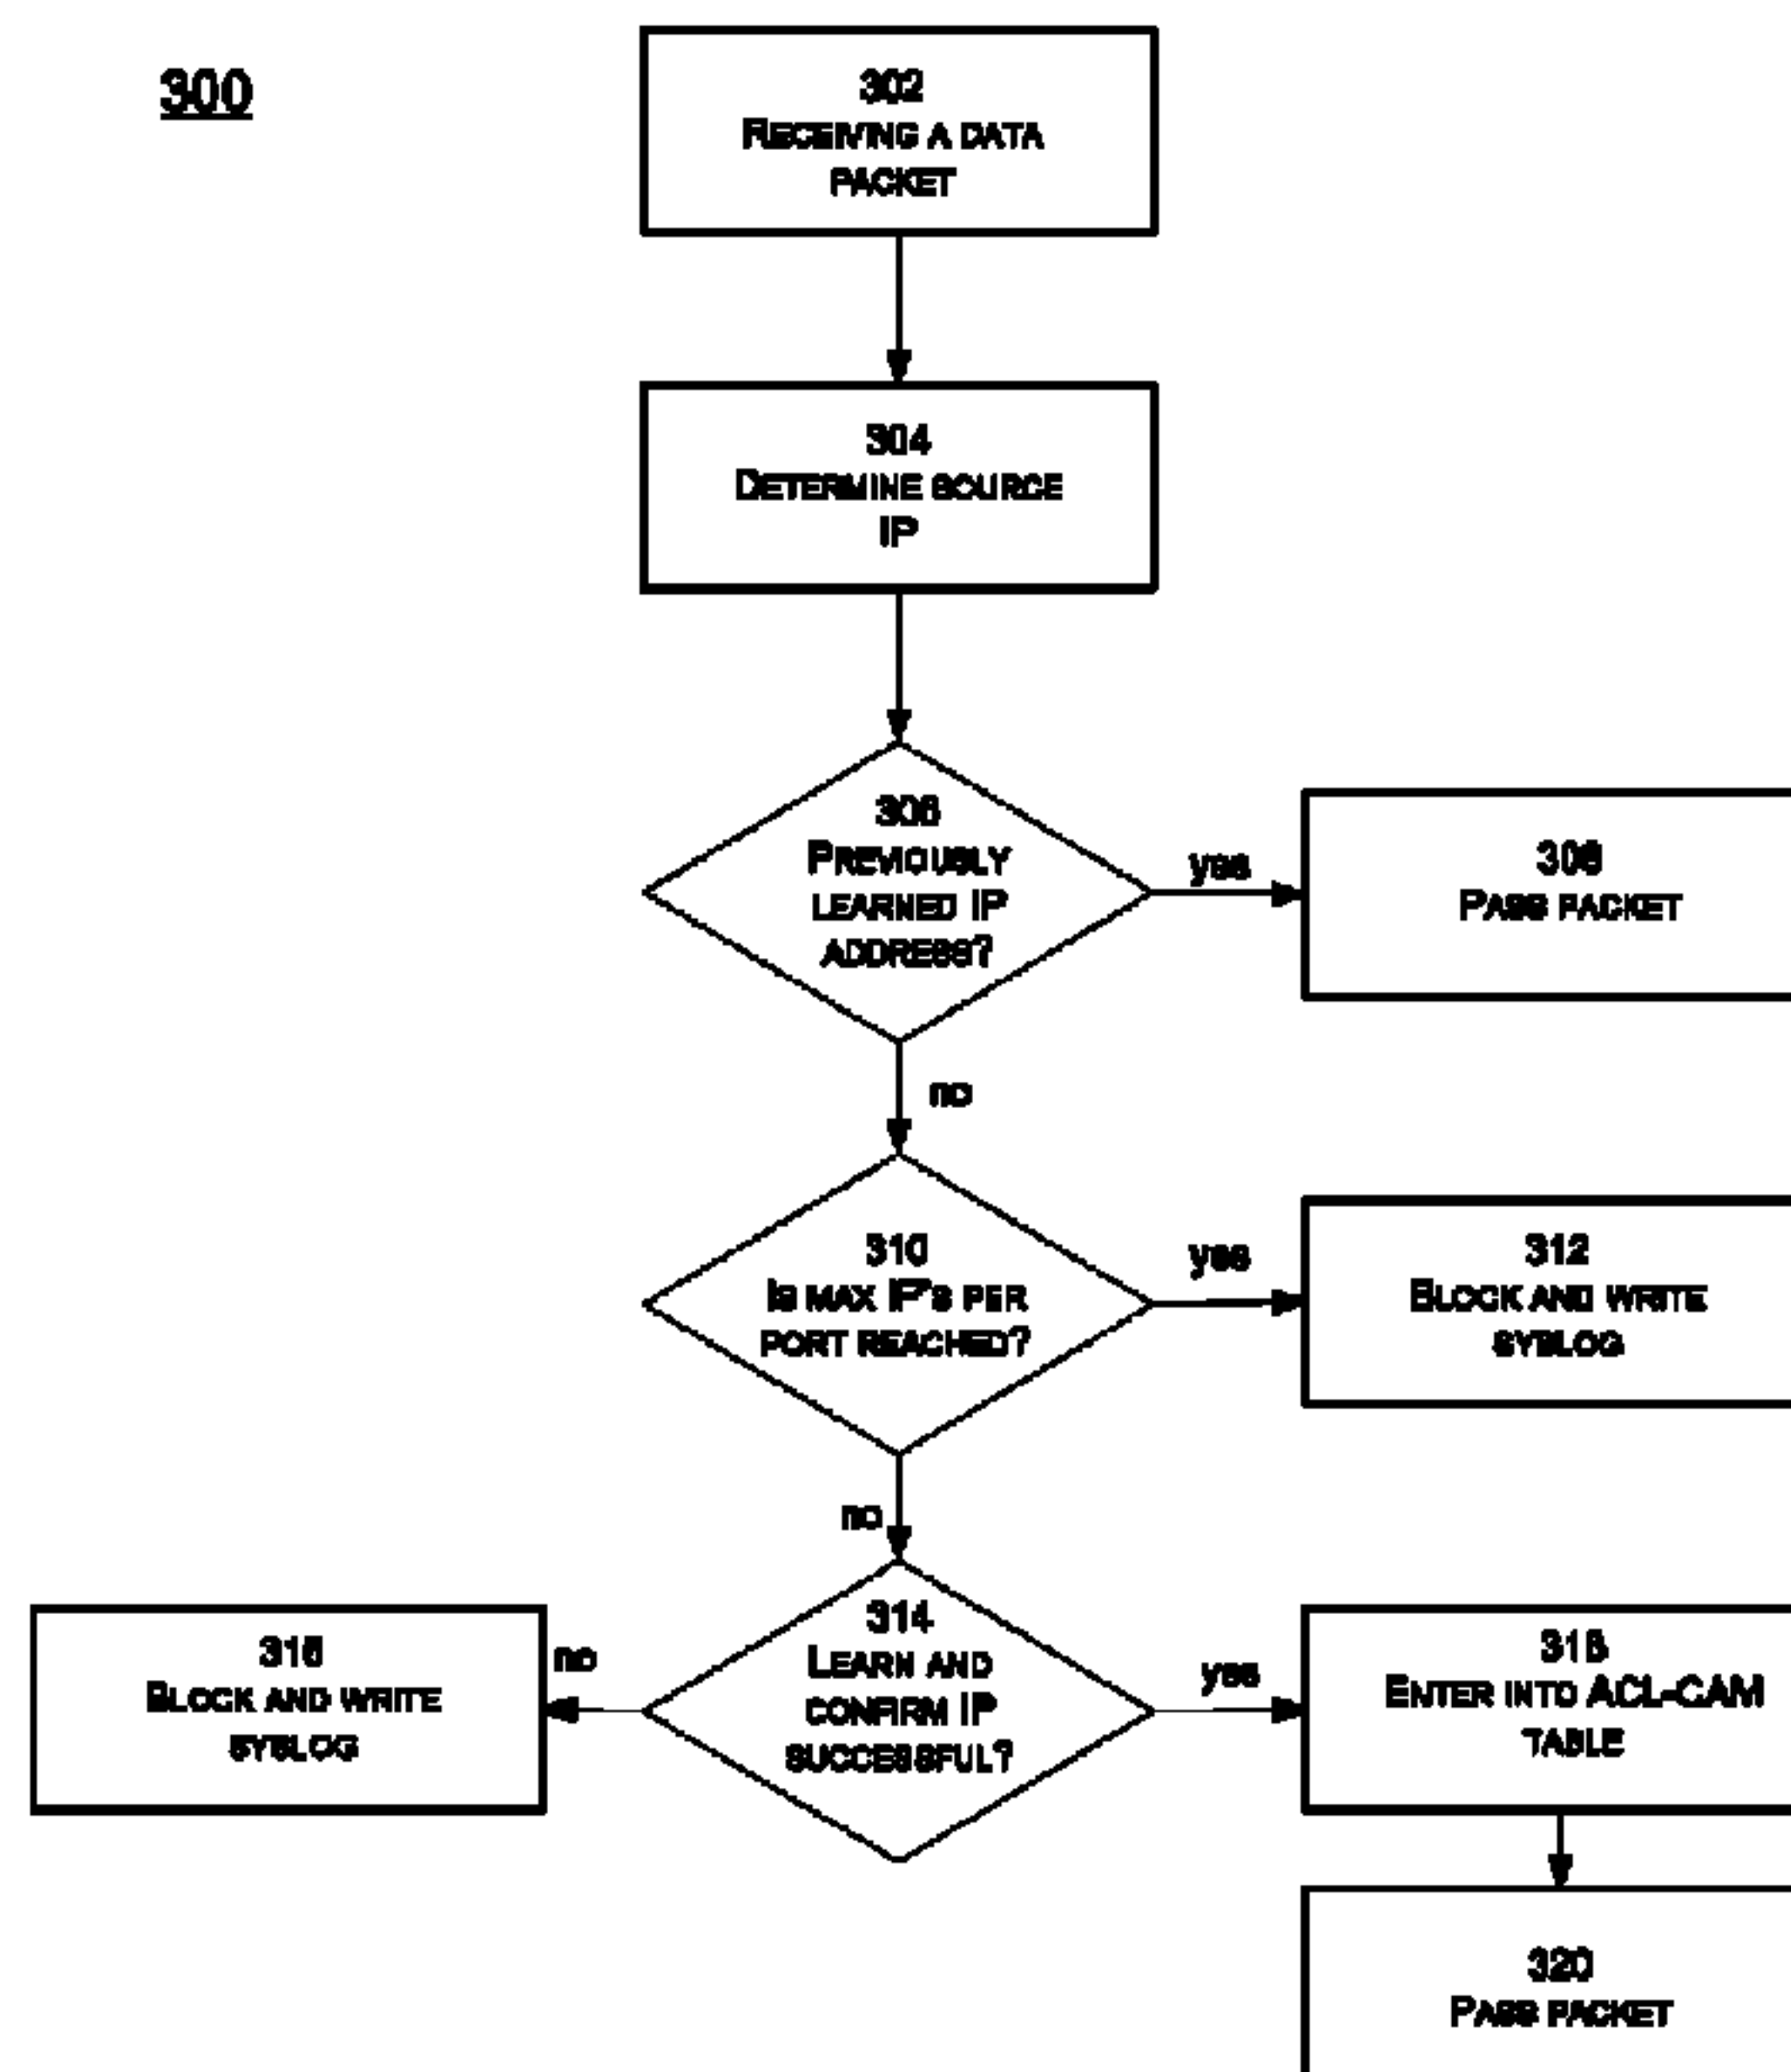 300
302
RECEIVING A DATA
PACKET
304
DETERMINE SOURCE
IP
306
PREVIOUSLY
LEARNED IP
ADDRESS?
yes
308
PASS PACKET
no
310
IS MAX IP'S PER
PORT REACHED?
yes
312
BLOCK AND WRITE
SYSLOG
no
314
LEARN AND
CONFIRM IP
SUCCESSFUL?
no
316
BLOCK AND WRITE
SYSLOG
yes
318
ENTER INTO ACL-CAM
TABLE
320
PASS PACKET